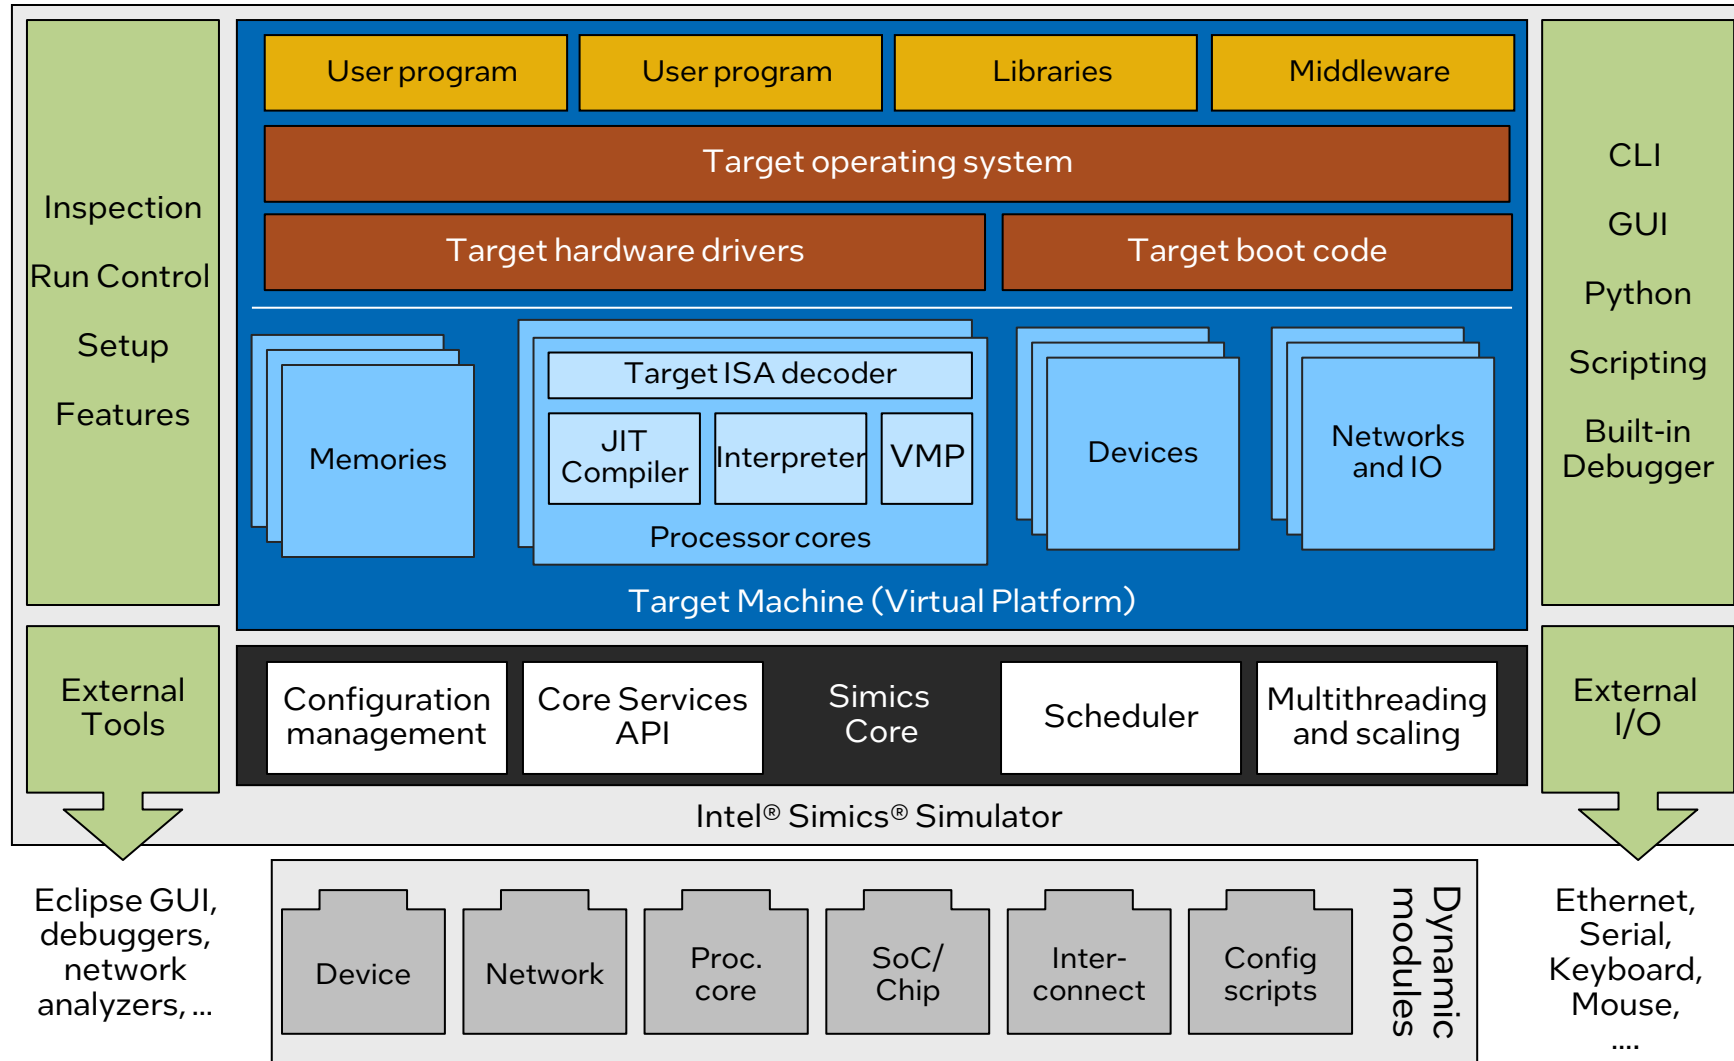 User program
User program
Libraries
Middleware
Target operating system
Target hardware drivers
Target boot code
Inspection
Run Control
Setup
Features
CLI
GUI
Python
Scripting
Built-in
Debugger
Memories
Target ISA decoder
JIT
Compiler
Interpreter
VMP
Processor cores
Devices
Networks
and IO
Target Machine (Virtual Platform)
External
Tools
Configuration
management
Core Services
API
Simics
Core
Scheduler
Multithreading
and scaling
External
I/O
Intel® Simics® Simulator
Eclipse GUI,
debuggers,
network
analyzers, ...
Device
Network
Proc.
core
SoC/
Chip
Inter-
connect
Config
scripts
Dynamic
modules
Ethernet,
Serial,
Keyboard,
Mouse,
....